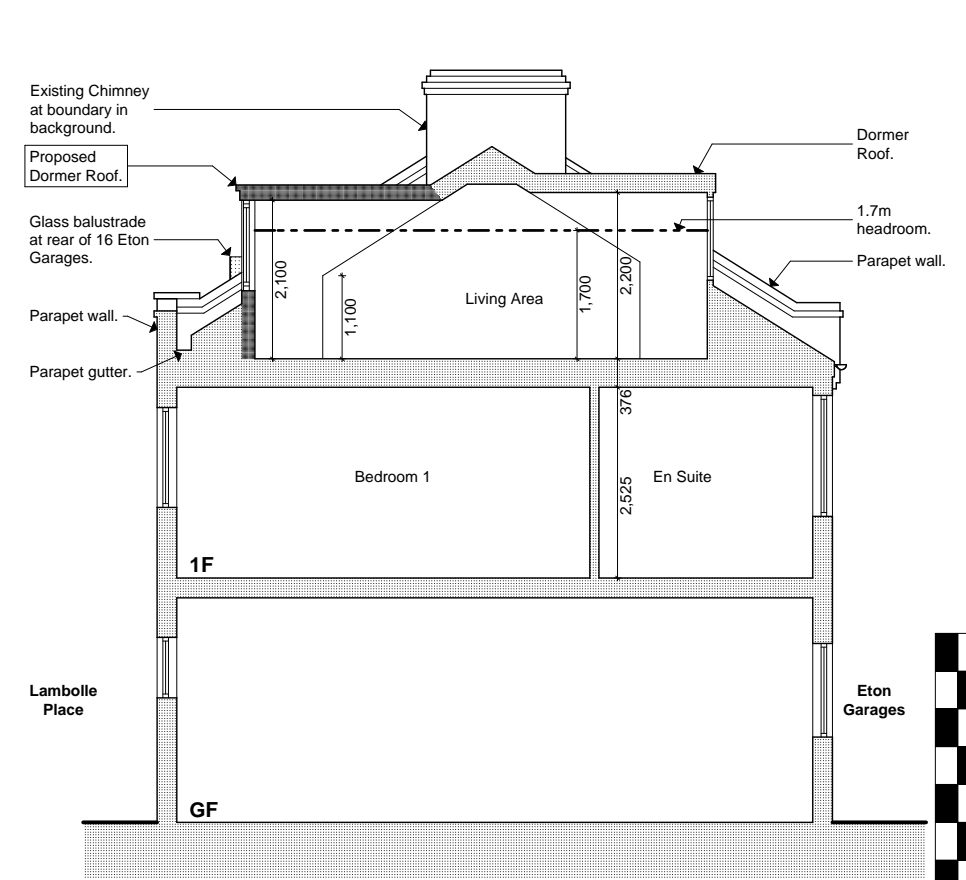 Existing Chimney
at boundary in
background.
Proposed
Dormer Roof.
Glass balustrade
at rear of 16 Eton
Garages.
Parapet wall.
Parapet gutter.
Dormer
Roof.
1.7m
headroom.
Parapet wall.
2,100
1,100
Living Area
1,700
2,200
376
Bedroom 1
En Suite
2,525
1F
Lambolle
Place
Eton
Garages
GF